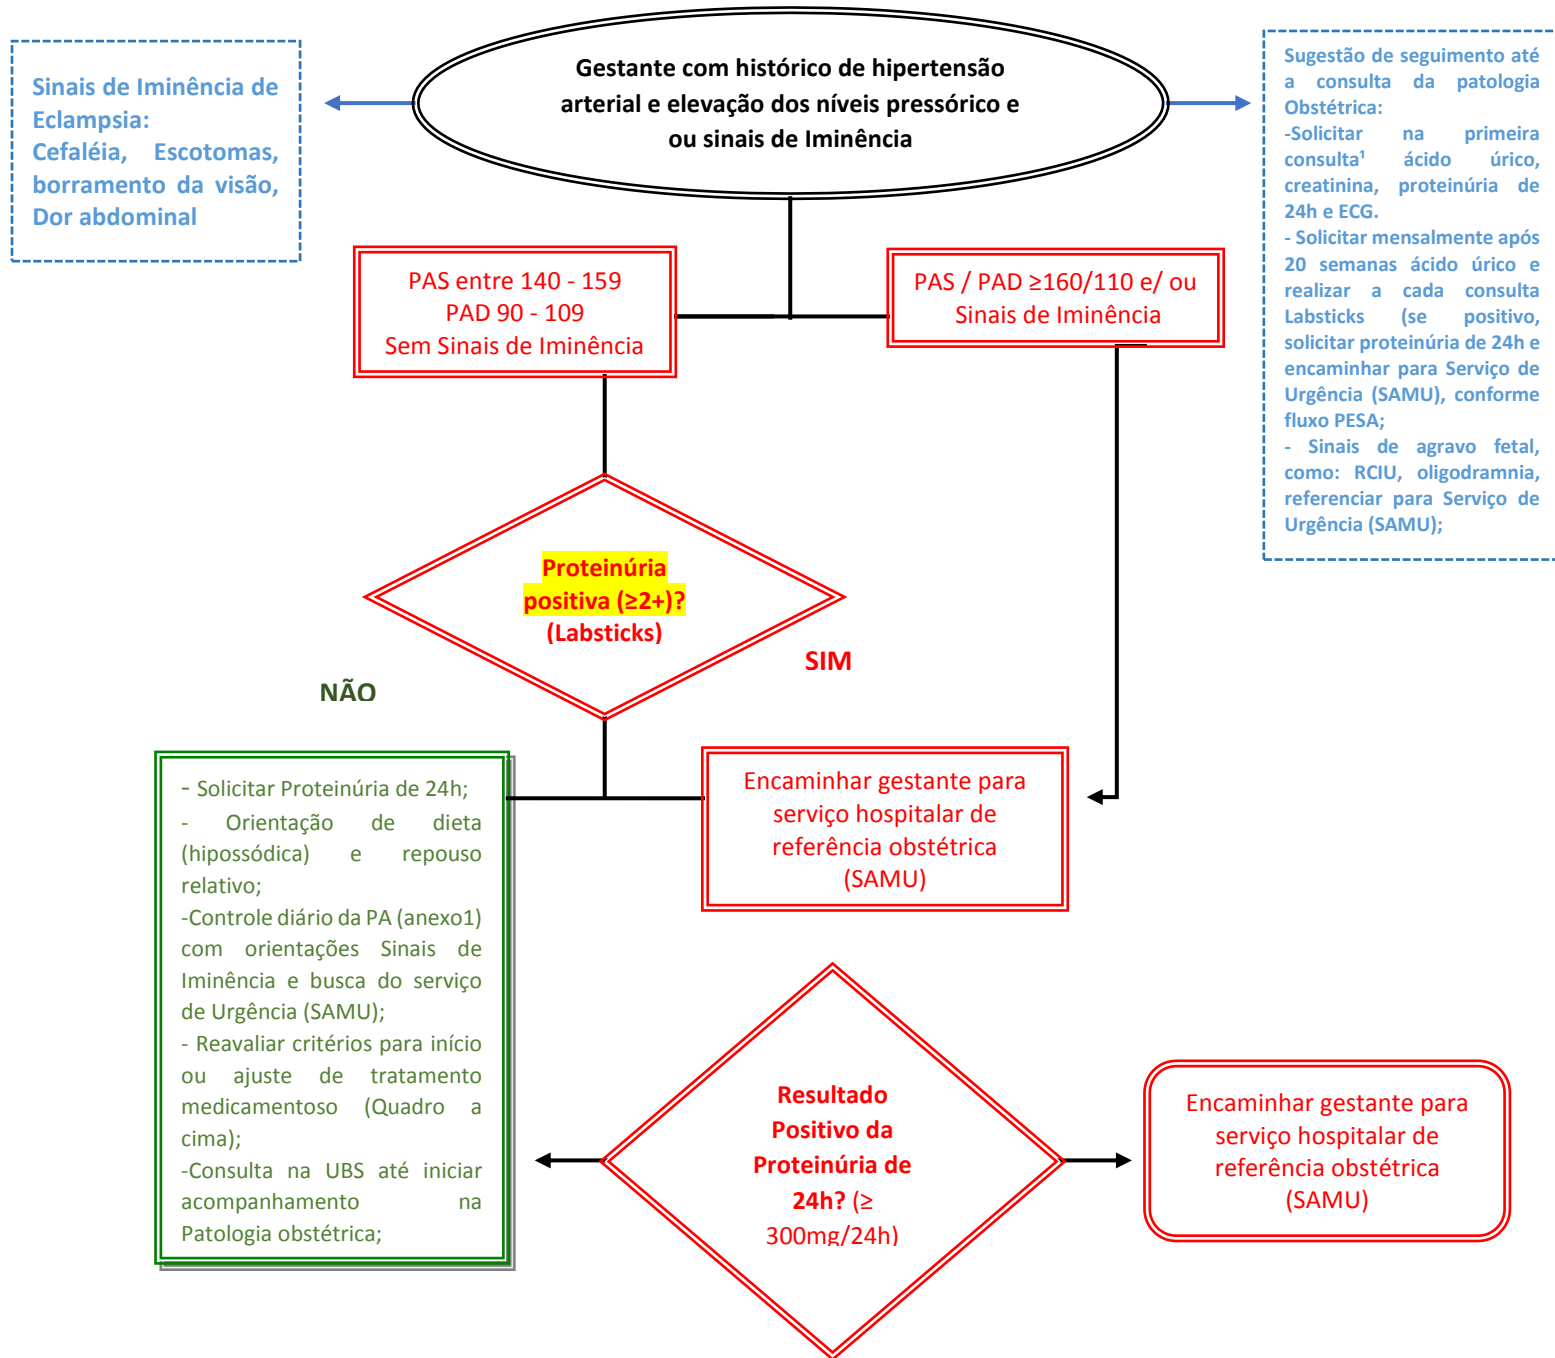 Gestante com histórico de hipertensão
arterial e elevação dos níveis pressórico e
ou sinais de Iminência
Sinais de Iminência de
Eclampsia:
Cefaléia, Escotomas,
borramento da visão,
Dor abdominal
Sugestão de seguimento até
a consulta da patologia
Obstétrica:
-Solicitar na primeira
consulta¹ ácido úrico,
creatinina, proteinúria de
24h e ECG.
- Solicitar mensalmente após
20 semanas ácido úrico e
realizar a cada consulta
Labsticks (se positivo,
solicitar proteinúria de 24h e
encaminhar para Serviço de
Urgência (SAMU), conforme
fluxo PESA;
- Sinais de agravo fetal,
como: RCIU, oligodramnia,
referenciar para Serviço de
Urgência (SAMU);
PAS entre 140 - 159
PAD 90 - 109
Sem Sinais de Iminência
PAS / PAD ≥160/110 e/ ou
Sinais de Iminência
Proteinúria
positiva (≥2+)?
(Labsticks)
SIM
NÃO
- Solicitar Proteinúria de 24h;
- Orientação de dieta
(hipossódica) e repouso
relativo;
-Controle diário da PA (anexo1)
com orientações Sinais de
Iminência e busca do serviço
de Urgência (SAMU);
- Reavaliar critérios para início
ou ajuste de tratamento
medicamentoso (Quadro a
cima);
-Consulta na UBS até iniciar
acompanhamento na
Patologia obstétrica;
Encaminhar gestante para
serviço hospitalar de
referência obstétrica
(SAMU)
Resultado
Positivo da
Proteinúria de
24h? (≥
300mg/24h)
Encaminhar gestante para
serviço hospitalar de
referência obstétrica
(SAMU)